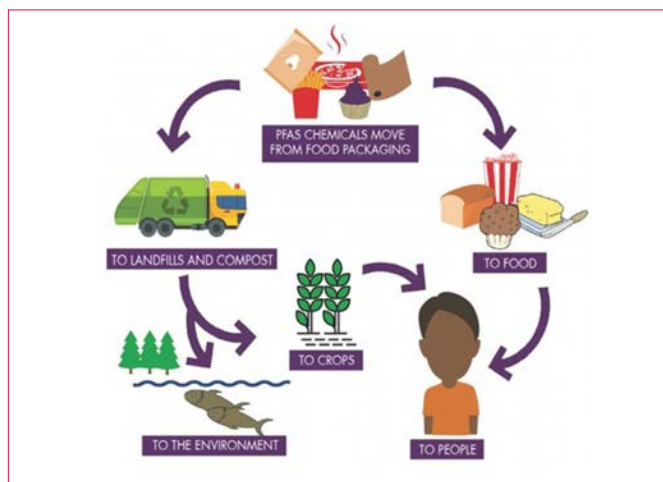 PFAS CHEMICALS MOVE
FROM FOOD PACKAGING
TO LANDFILLS AND COMPOST
TO FOOD
TO CROPS
TO THE ENVIRONMENT
TO PEOPLE